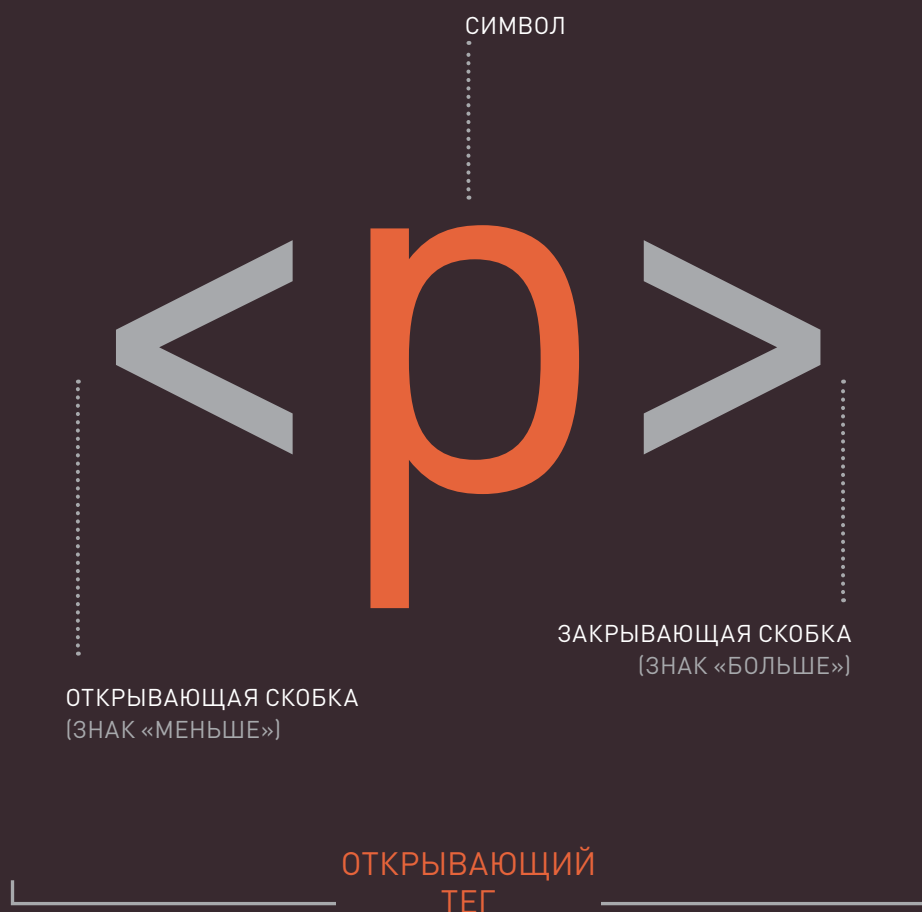 СИМВОЛ
<p>
ЗАКРЫВАЮЩАЯ СКОБКА
(ЗНАК «БОЛЬШЕ»)
ОТКРЫВАЮЩАЯ СКОБКА
(ЗНАК «МЕНЬШЕ»)
ОТКРЫВАЮЩИЙ
ТЕГ